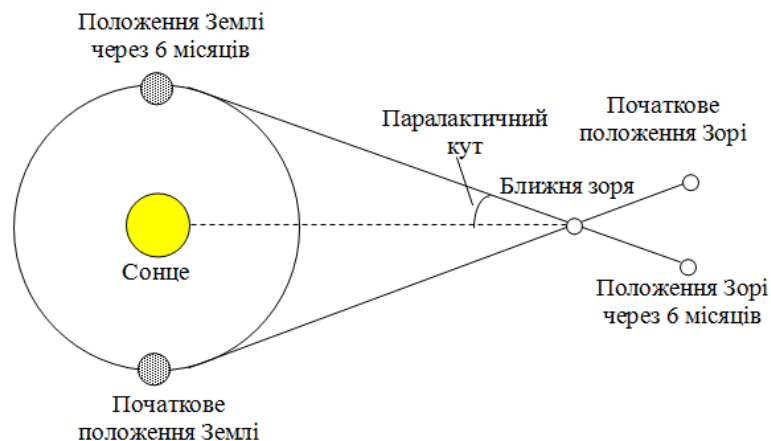 Положення Землі
через 6 місяців
Паралактичний
кут
Початкове
положення Зорі
Ближня зоря
Сонце
Положення Зорі
через 6 місяців
Початкове
положення Землі